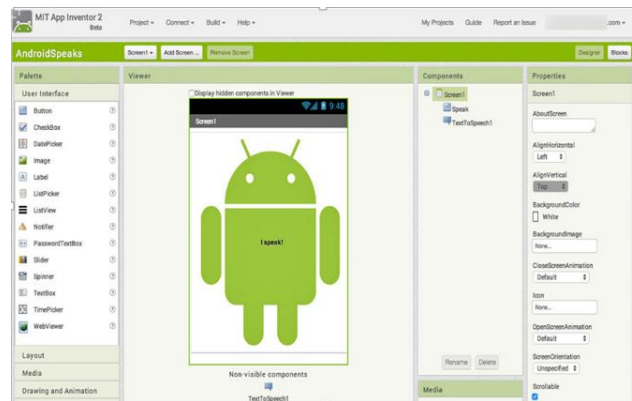 MIT App Inventor 2
Beta
Project Connect Build Help
My Projects Guide Report an Issue .com
AndroidSpeaks
Screen1 Add Screen ... Remove Screen
Designer Blocks
Palette
User Interface
Button
CheckBox
DatePicker
Image
Label
ListPicker
ListView
Notifier
PasswordTextBox
Slider
Spinner
TextBox
TimePicker
WebViewer
Layout
Media
Drawing and Animation
Viewer
Display hidden components in Viewer
9:48
Screen1
I speak!
Non-visible components
TextToSpeech1
Components
Screen1
Speak
TextToSpeech1
Rename Delete
Media
Properties
Screen1
AboutScreen
AlignHorizontal
Left
AlignVertical
Top
BackgroundColor
White
BackgroundImage
None...
CloseScreenAnimation
Default
Icon
None...
OpenScreenAnimation
Default
ScreenOrientation
Unspecified
Scrollable